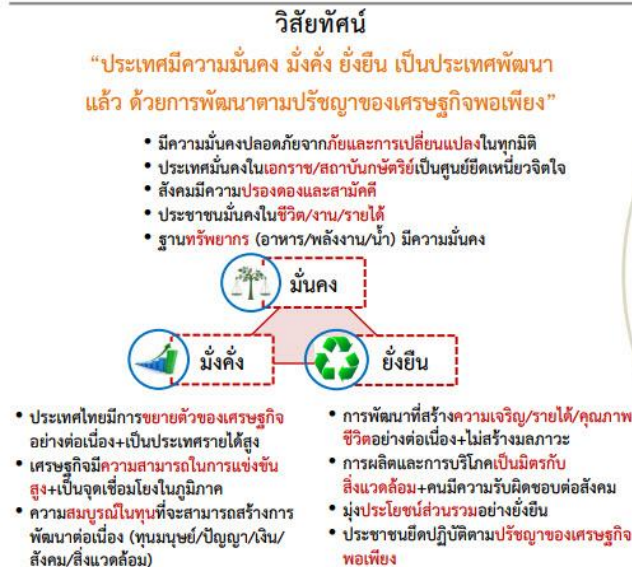 วิสัยทัศน์
“ประเทศมีความมั่นคง มั่งคั่ง ยั่งยืน เป็นประเทศพัฒนา
แล้ว ด้วยการพัฒนาตามปรัชญาของเศรษฐกิจพอเพียง”
• มีความมั่นคงปลอดภัยจากภัยและการเปลี่ยนแปลงในทุกมิติ
• ประเทศมั่นคงในเอกราช/สถาบันกษัตริย์เป็นศูนย์ยึดเหนี่ยวจิตใจ
• สังคมมีความปรองดองและสามัคคี
• ประชาชนมั่นคงในชีวิต/งาน/รายได้
• ฐานทรัพยากร (อาหาร/พลังงาน/น้ำ) มีความมั่นคง
มั่นคง
มั่งคั่ง
ยั่งยืน
• ประเทศไทยมีการขยายตัวของเศรษฐกิจ
อย่างต่อเนื่อง+เป็นประเทศรายได้สูง
• เศรษฐกิจมีความสามารถในการแข่งขัน
สูง+เป็นจุดเชื่อมโยงในภูมิภาค
• ความสมบูรณ์ในทุนที่จะสามารถสร้างการ
พัฒนาต่อเนื่อง (ทุนมนุษย์/ปัญญา/เงิน/
สังคม/สิ่งแวดล้อม)
• การพัฒนาที่สร้างความเจริญ/รายได้/คุณภาพ
ชีวิตอย่างต่อเนื่อง+ไม่สร้างมลภาวะ
• การผลิตและการบริโภคเป็นมิตรกับ
สิ่งแวดล้อม+คนมีความรับผิดชอบต่อสังคม
• มุ่งประโยชน์ส่วนรวมอย่างยั่งยืน
• ประชาชนยึดปฏิบัติตามปรัชญาของเศรษฐกิจ
พอเพียง